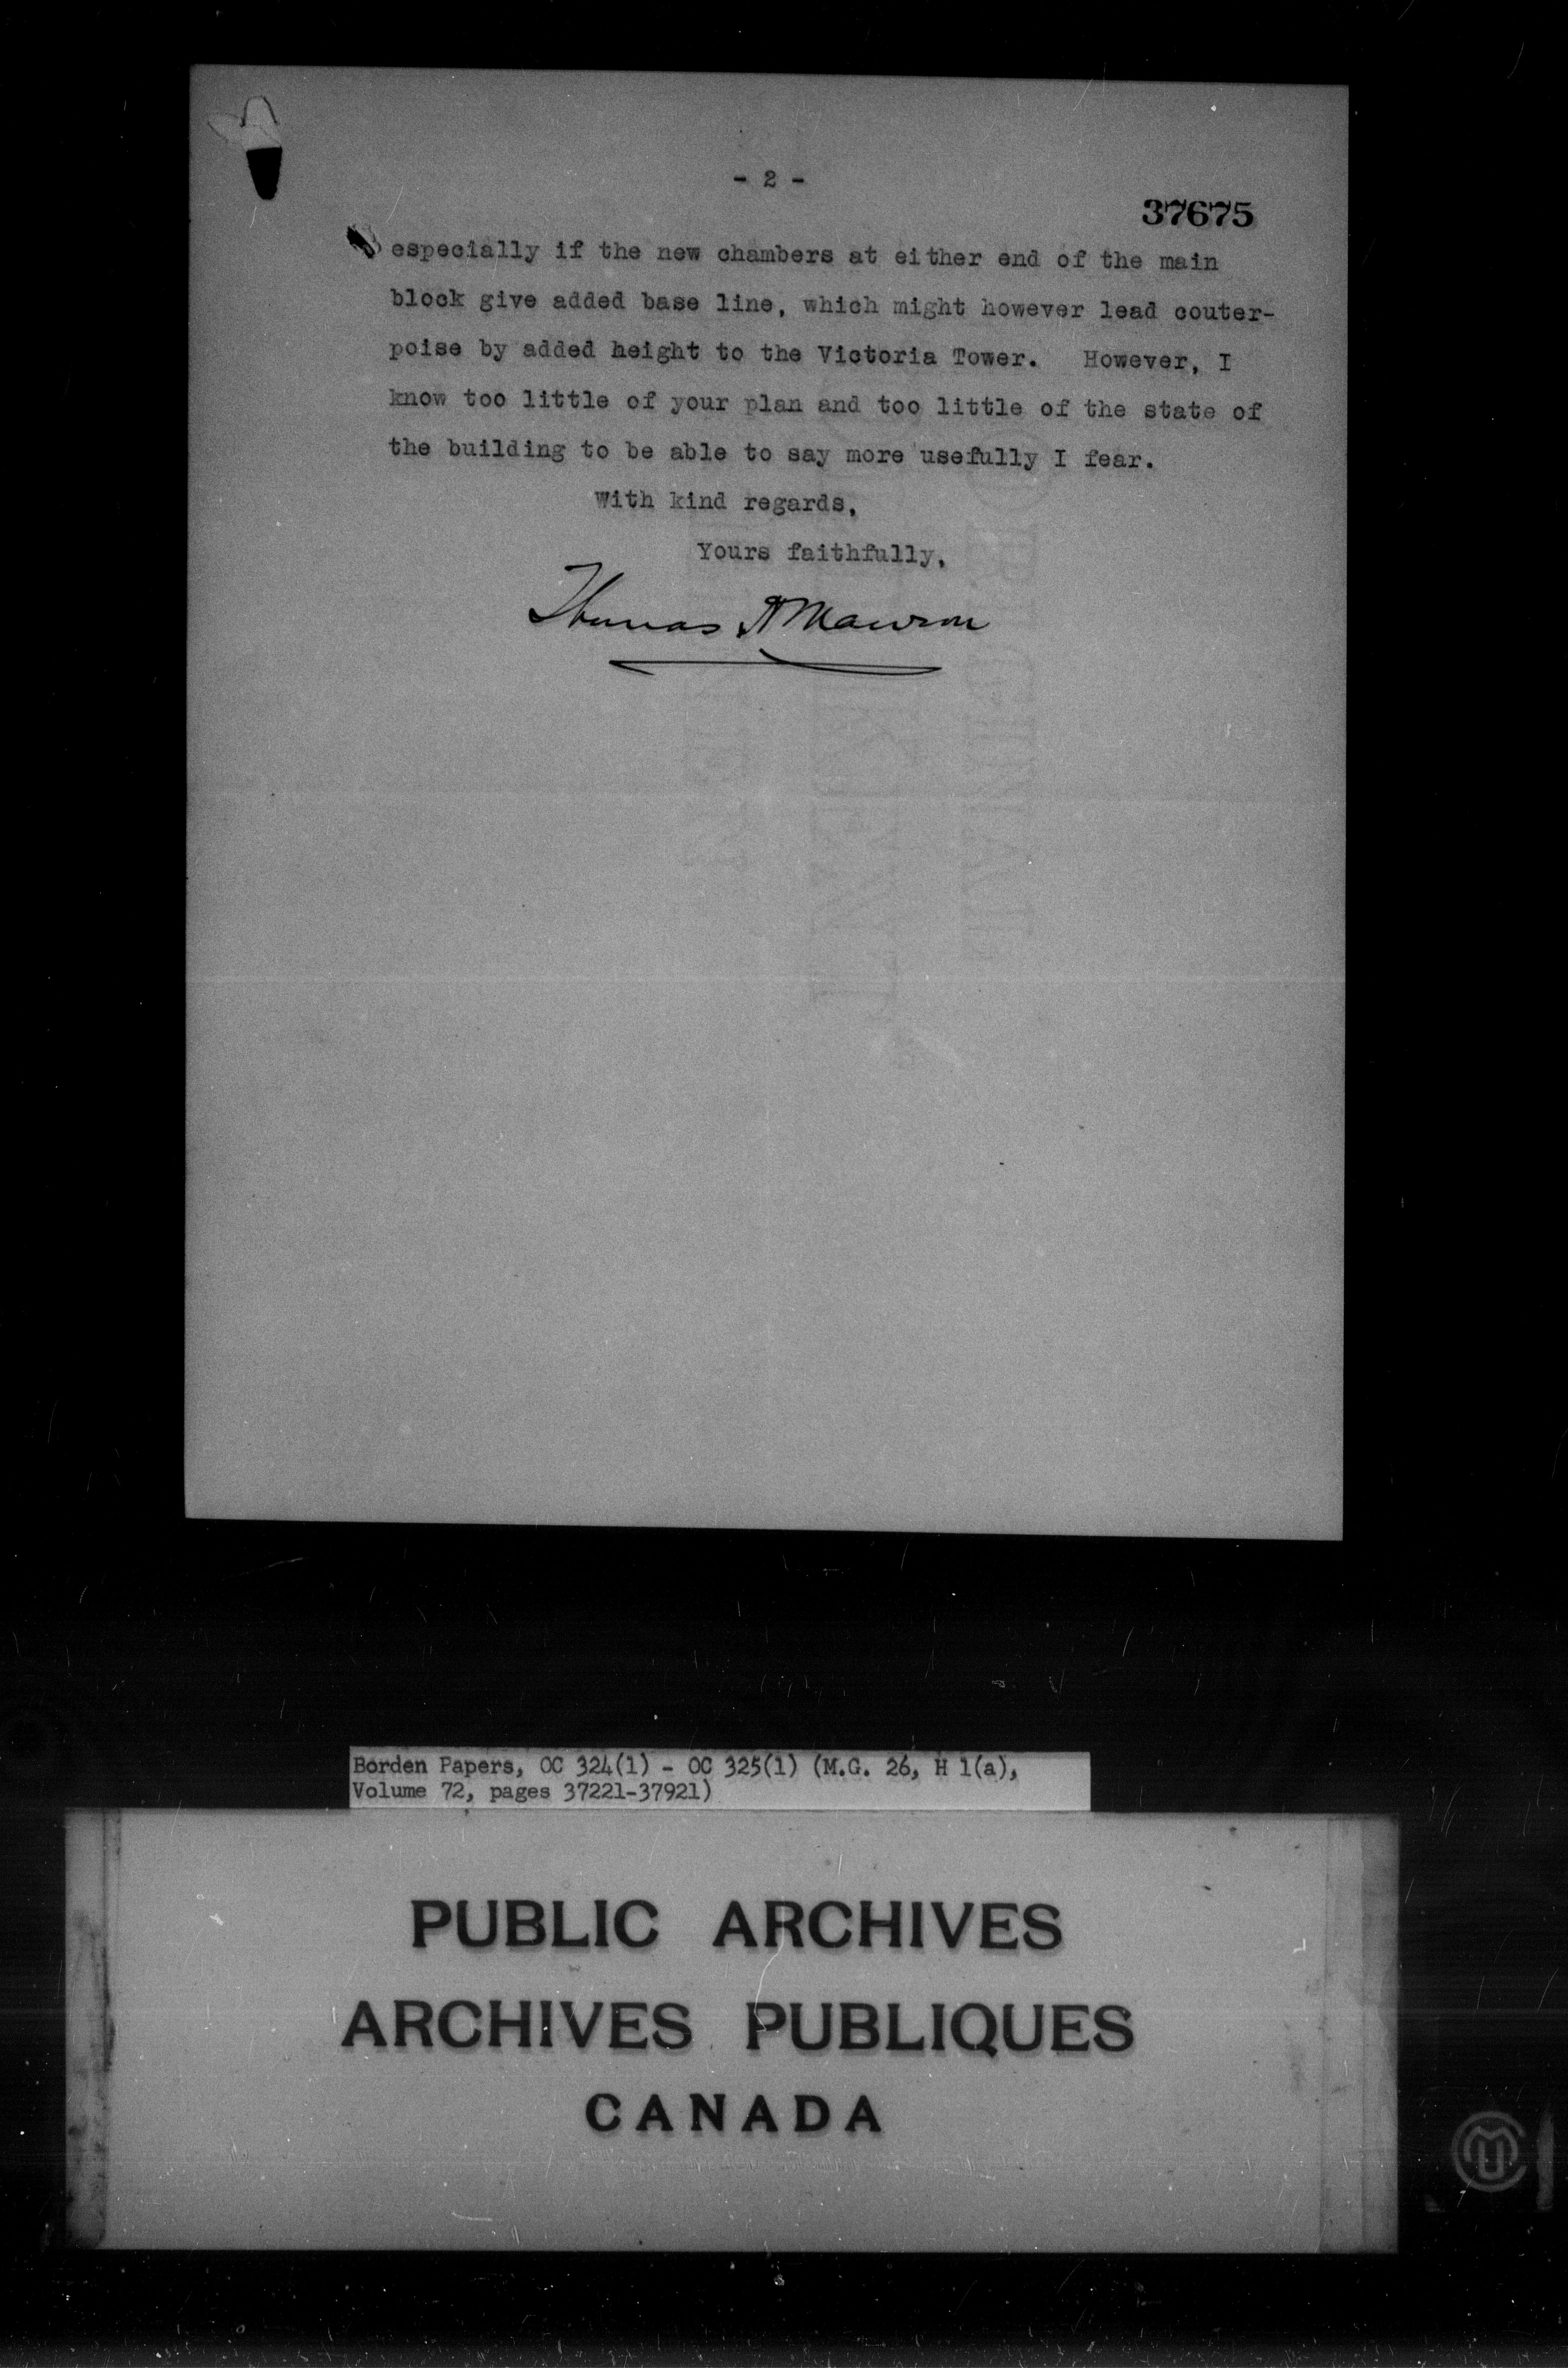 - 2 -
37675
especially if the new chambers at either end of the main
block give added base line, which might however lead couter-
poise by added height to the Victoria Tower. However, I
know too little of your plan and too little of the state of
the building to be able to say more usefully I fear.
With kind regards,
Yours faithfully,
Thomas H Mawson
Borden Papers, OC 324(1) - OC 325(1) (M.G. 26, H 1(a),
Volume 72, pages 37221-37921)
PUBLIC ARCHIVES
ARCHIVES PUBLIQUES
CANADA